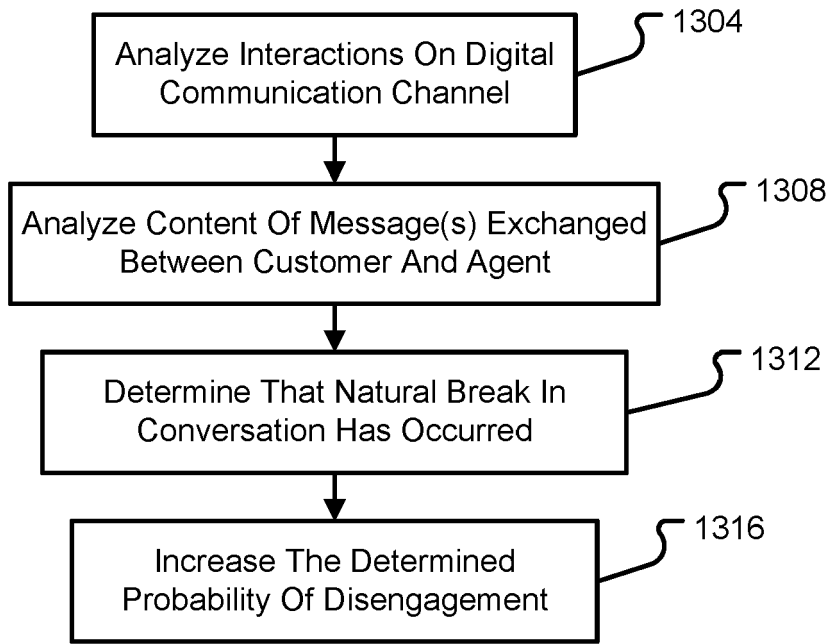 1304
Analyze Interactions On Digital
Communication Channel
1308
Analyze Content Of Message(s) Exchanged
Between Customer And Agent
1312
Determine That Natural Break In
Conversation Has Occurred
1316
Increase The Determined
Probability Of Disengagement